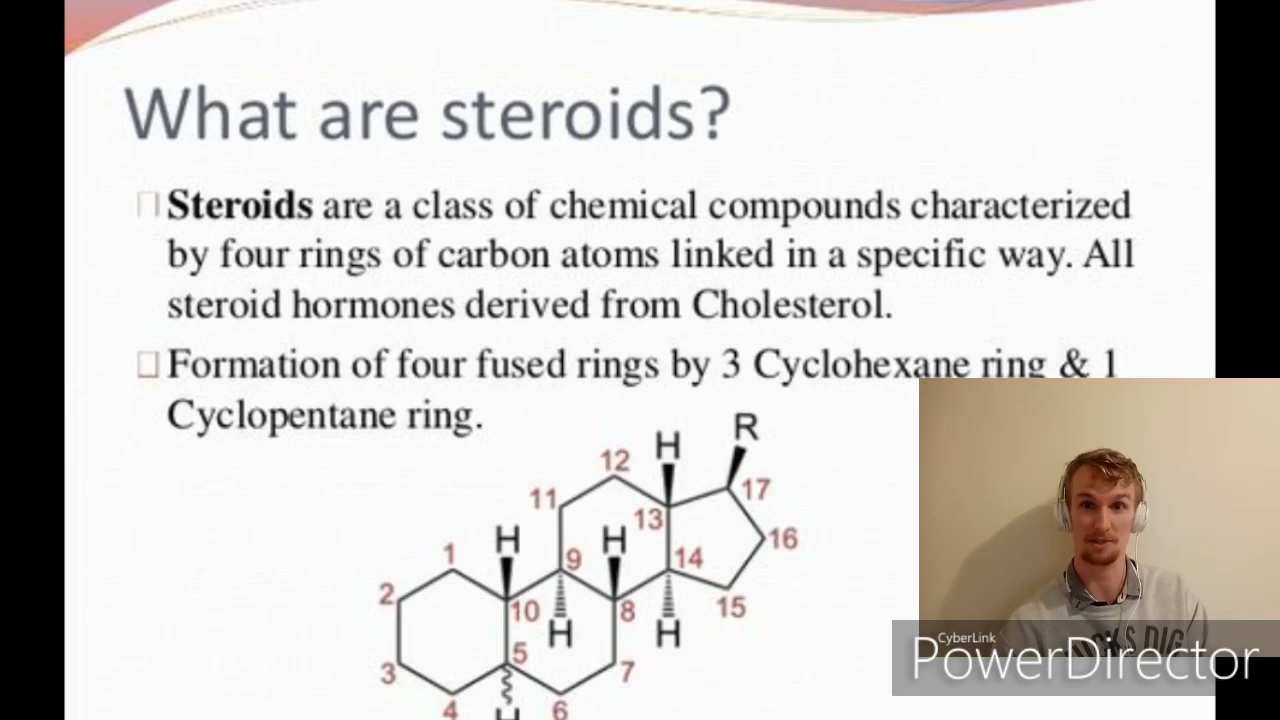 What are steroids?
Steroids are a class of chemical compounds characterized
by four rings of carbon atoms linked in a specific way. All
steroid hormones derived from Cholesterol.
Formation of four fused rings by 3 Cyclohexane ring & 1
Cyclopentane ring.
R
H
12
17
11
13
H
H
16
1
9
14
2
10
8
15
H
H
5
3
7
4
H
6
CyberLink
PowerDirector